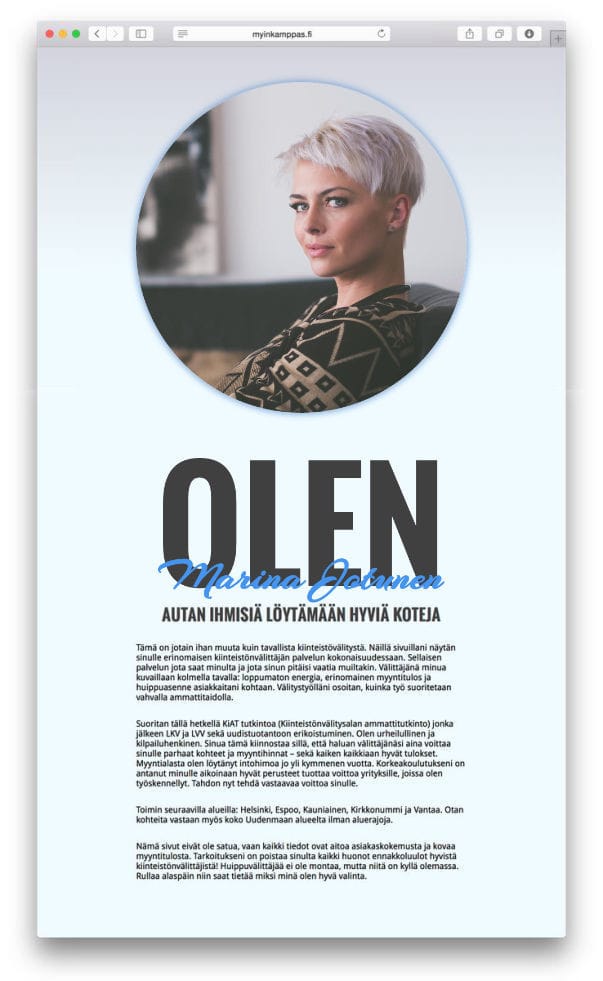 myinkamppas.fi
OLEN
Marina Jotunen
AUTAN IHMISIÄ LÖYTÄMÄÄN HYVIÄ KOTEJA
Tämä on jotain ihan muuta kuin tavallista kiinteistövälitystä. Näillä sivuillani näytän
sinulle erinomaisen kiinteistönvälittäjän palvelun kokonaisuudessaan. Sellaisen
palvelun jota saat minulta ja jota sinun pitäisi vaatia muiltakin. Välittäjänä minua
kuvaillaan kolmella tavalla: loppumaton energia, erinomainen myyntitulos ja
huippuasenne asiakkaitani kohtaan. Välitystyölläni osoitan, kuinka työ suoritetaan
vahvalla ammattitaidolla.
Suoritan tällä hetkellä KiAT tutkintoa (Kiinteistönvälitysalan ammattitutkinto) jonka
jälkeen LKV ja LVV sekä uudistuotantoon erikoistuminen. Olen urheilullinen ja
kilpailuhenkinen. Sinua tämä kiinnostaa sillä, että haluan välittäjänäsi aina voittaa
sinulle parhaat kohteet ja myyntihinnat – sekä kaiken kaikkiaan hyvät tulokset.
Myyntialasta olen löytänyt intohimoa jo yli kymmenen vuotta. Korkeakoulutukseni on
antanut minulle aikoinaan hyvät perusteet tuottaa voittoa yrityksille, joissa olen
työskennellyt. Tahdon nyt tehdä vastaavaa voittoa sinulle.
Toimin seuraavilla alueilla: Helsinki, Espoo, Kauniainen, Kirkkonummi ja Vantaa. Otan
kohteita vastaan myös koko Uudenmaan alueelta ilman aluerajoja.
Nämä sivut eivät ole satua, vaan kaikki tiedot ovat aitoa asiakaskokemusta ja kovaa
myyntitulosta. Tarkoitukseni on poistaa sinulta kaikki huonot ennakkoluulot hyvistä
kiinteistönvälittäjistä! Huippuvälittäjää ei ole montaa, mutta niitä on kyllä olemassa.
Rullaa alaspäin niin saat tietää miksi minä olen hyvä valinta.